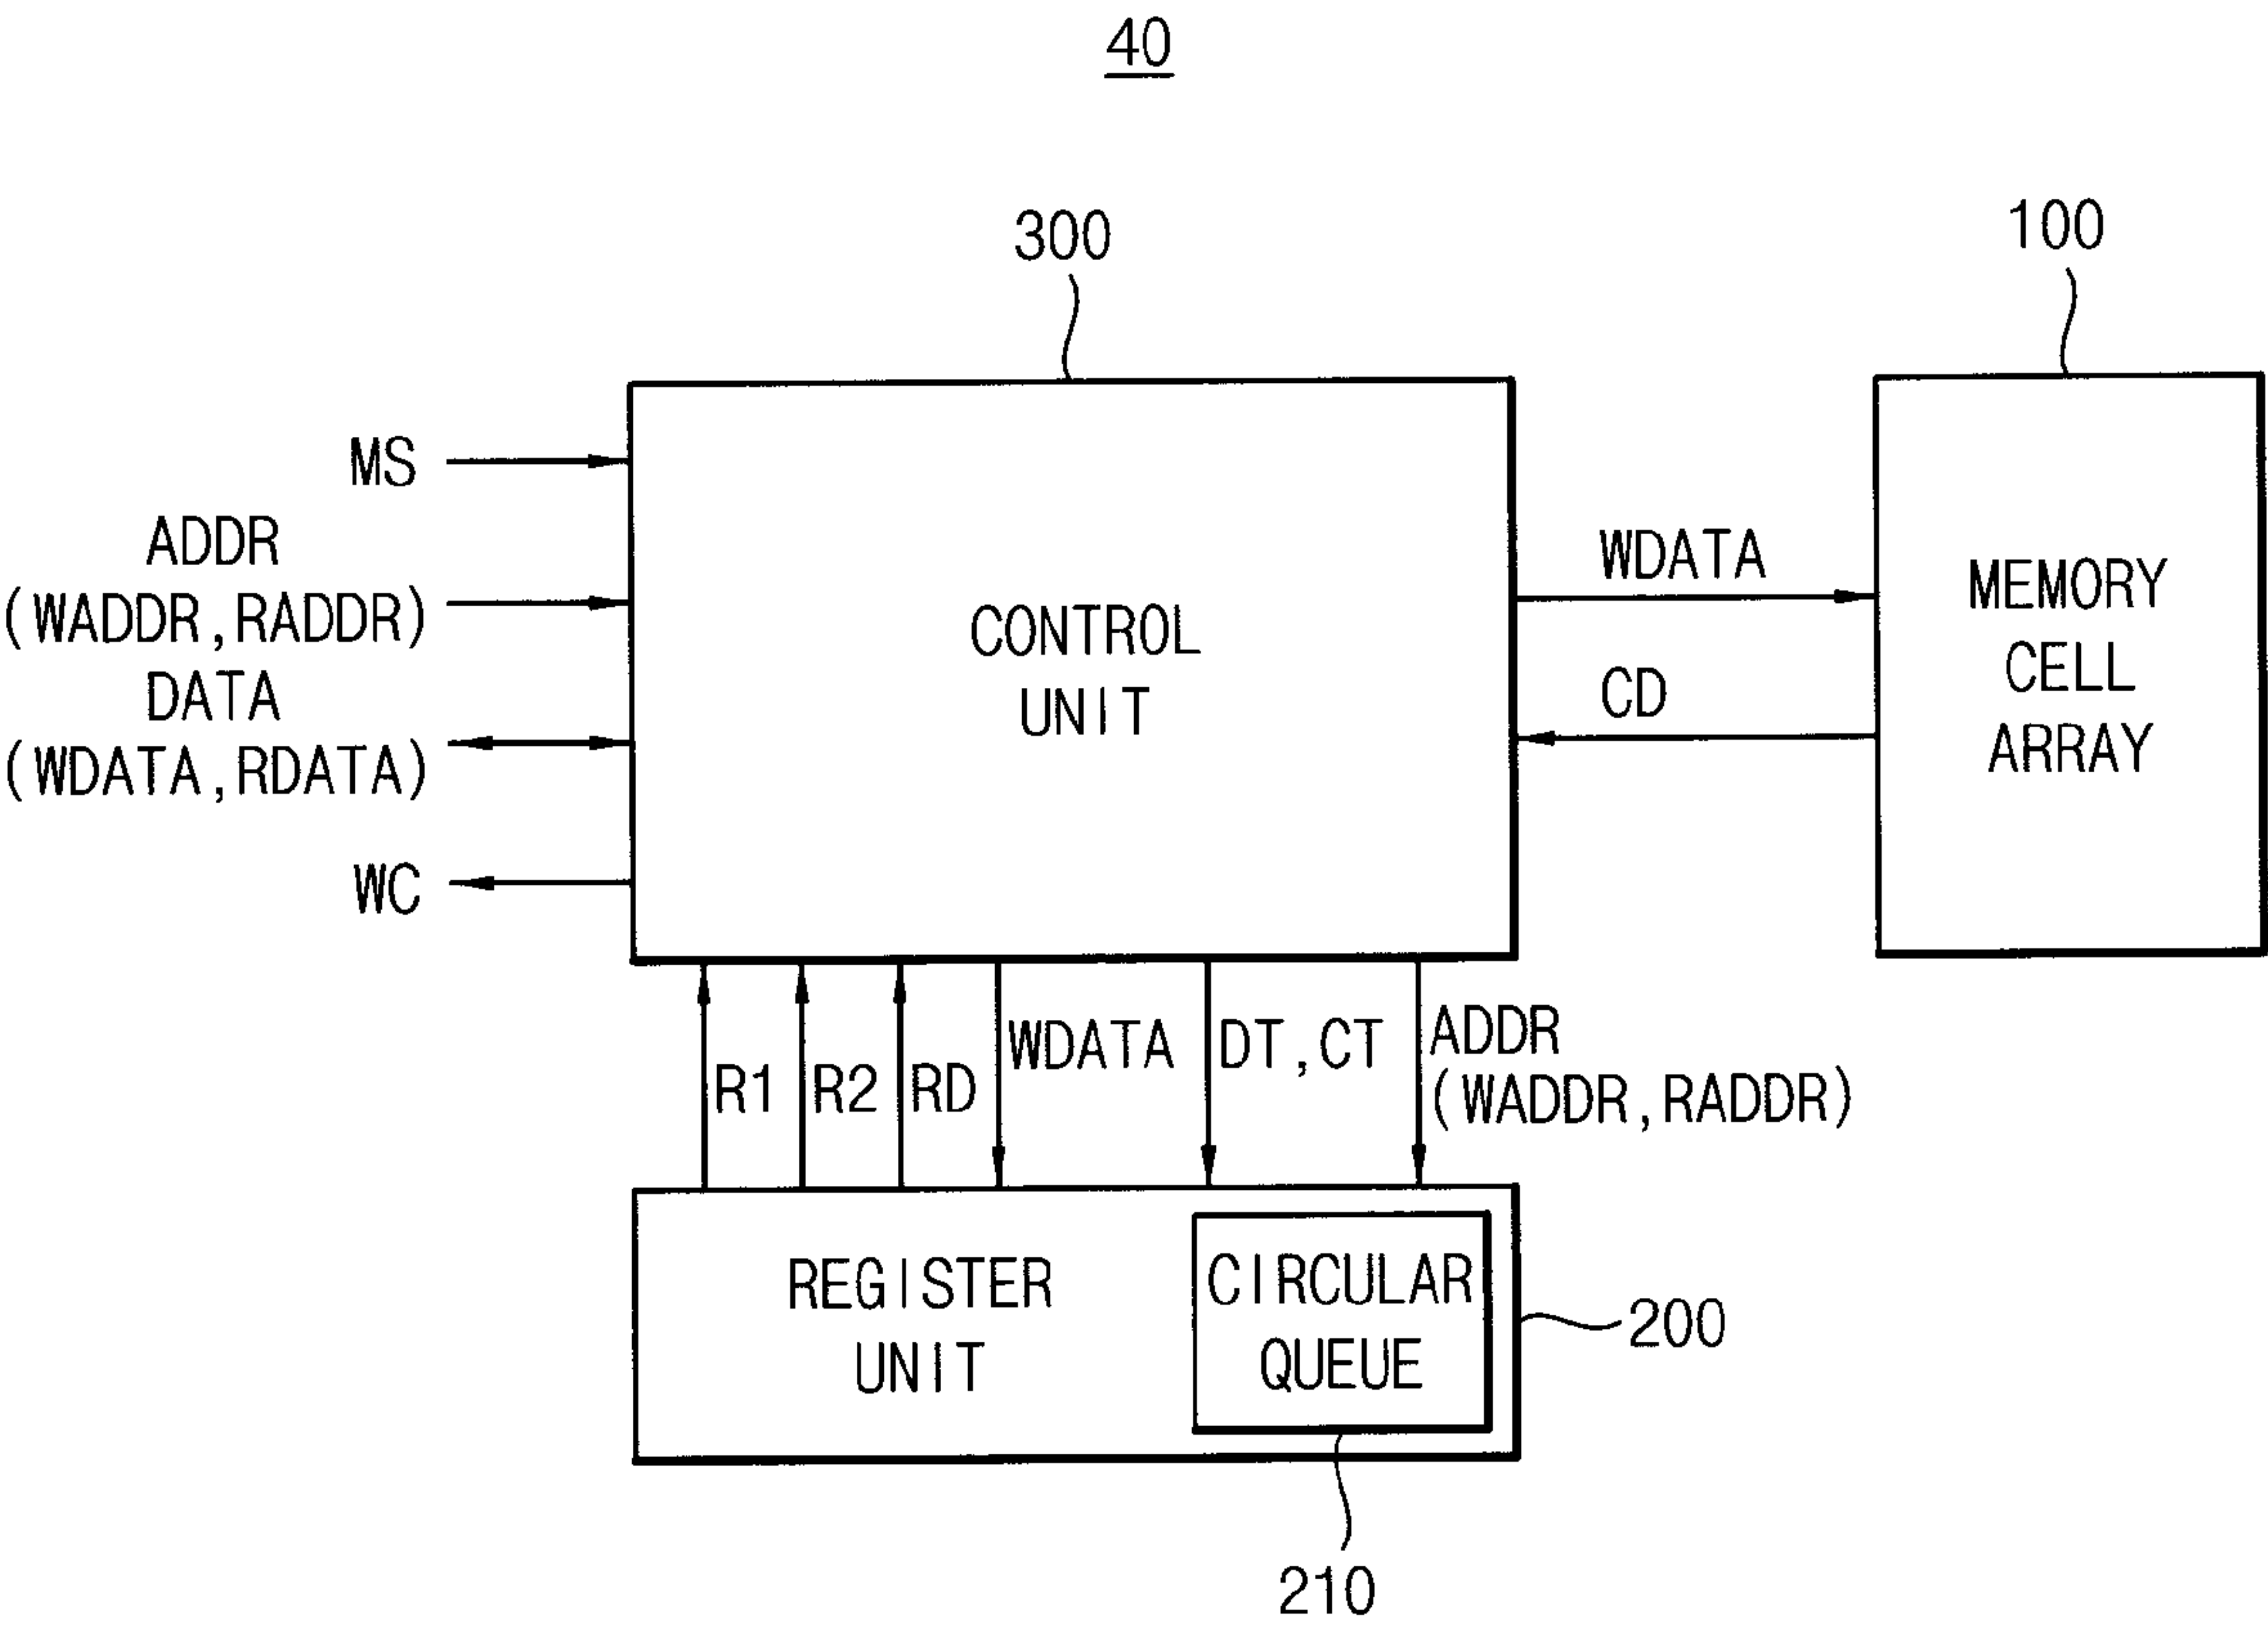 40
300
100
MS
ADDR
(WADDR,RADDR)
DATA
(WDATA,RDATA)
WC
CONTROL
UNIT
WDATA
CD
MEMORY
CELL
ARRAY
R1
R2
RD
WDATA
DT,CT
ADDR
(WADDR,RADDR)
REGISTER
UNIT
CIRCULAR
QUEUE
200
210